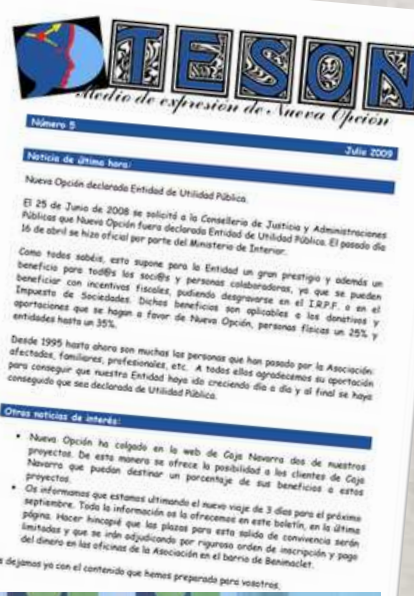 TESON
Medio de expresión de Nueva Opción
Número 5
Julio 2009
Noticia de última hora:
Nueva Opción declarada Entidad de Utilidad Pública.
El 25 de Junio de 2008 se solicitó a la Conselleria de Justicia y Administraciones
Públicas que Nueva Opción fuera declarada Entidad de Utilidad Pública. El pasado día
16 de abril se hizo oficial por parte del Ministerio de Interior.
Como todos sabéis, esto supone para la Entidad un gran prestigio y además un
beneficio para tod@s los soci@s y personas colaboradoras, ya que se pueden
beneficiar con incentivos fiscales, pudiendo desgravarse en el I.R.P.F. o en el
Impuesto de Sociedades. Dichos beneficios son aplicables a los donativos y
aportaciones que se hagan a favor de Nueva Opción, personas físicas un 25% y
entidades hasta un 35%.
Desde 1995 hasta ahora son muchas las personas que han pasado por la Asociación:
afectados, familiares, profesionales, etc. A todos ellos agradecemos su aportación
para conseguir que nuestra Entidad haya ido creciendo día a día y al final se haya
conseguido que sea declarada de Utilidad Pública.
Otras noticias de interés:
• Nueva Opción ha colgado en la web de Caja Navarra dos de nuestros
proyectos. De esta manera se ofrece la posibilidad a los clientes de Caja
Navarra que puedan destinar un porcentaje de sus beneficios a estos
proyectos.
• Os informamos que estamos ultimando el nuevo viaje de 3 días para el próximo
septiembre. Toda la información os la ofrecemos en este boletín, en la última
página. Hacer hincapié que las plazas para esta salida de convivencia serán
limitadas y que se irán adjudicando por riguroso orden de inscripción y pago
del dinero en las oficinas de la Asociación en el barrio de Benimaclet.
dejamos ya con el contenido que hemos preparado para vosotros.